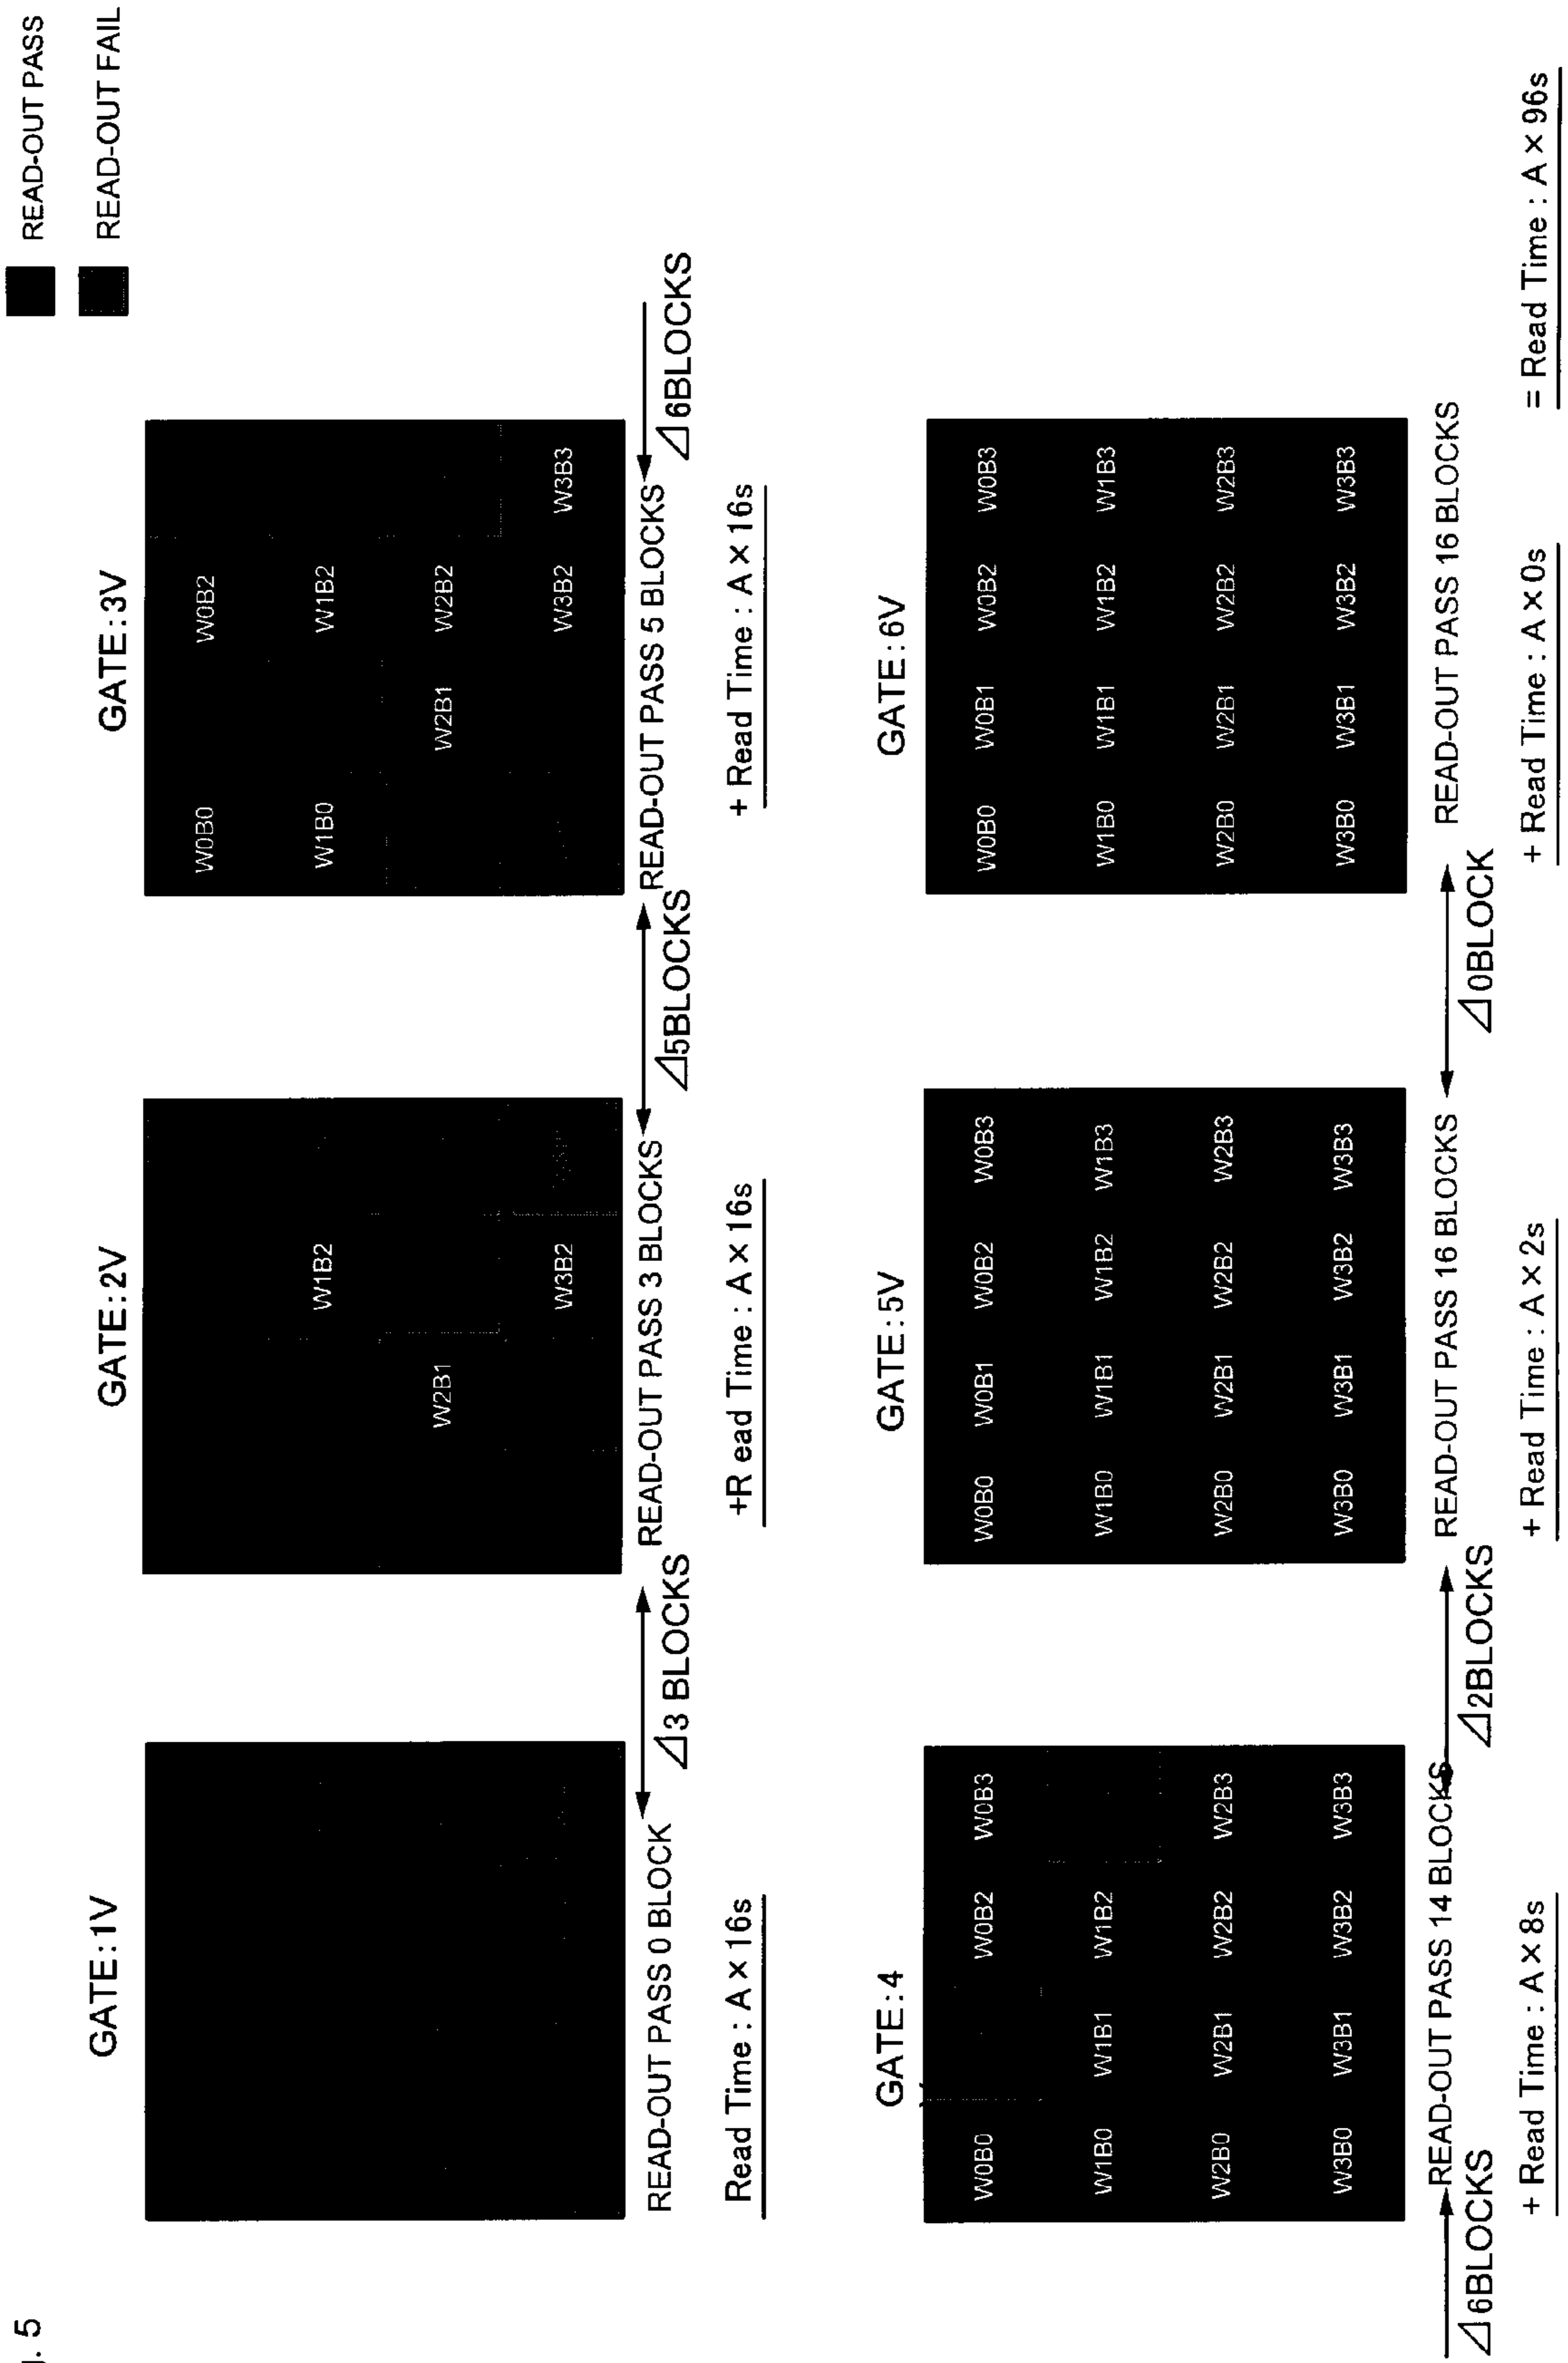 g. 5
READ-OUT PASS
READ-OUT FAIL
GATE:1V
READ-OUT PASS 0 BLOCK
Read Time : A × 16s
⊿3 BLOCKS
GATE:2V
W1B2
W2B1
W3B2
READ-OUT PASS 3 BLOCKS
+R ead Time : A × 16s
⊿5BLOCKS
GATE:3V
W0B0 W0B2
W1B0 W1B2
W2B1 W2B2
W3B2 W3B3
READ-OUT PASS 5 BLOCKS
+ Read Time : A × 16s
⊿6BLOCKS
⊿6BLOCKS
GATE:4
W0B0 W0B2 W0B3
W1B0 W1B1 W1B2
W2B0 W2B1 W2B2 W2B3
W3B0 W3B1 W3B2 W3B3
READ-OUT PASS 14 BLOCKS
+ Read Time : A × 8s
⊿2BLOCKS
GATE:5V
W0B0 W0B1 W0B2 W0B3
W1B0 W1B1 W1B2 W1B3
W2B0 W2B1 W2B2 W2B3
W3B0 W3B1 W3B2 W3B3
READ-OUT PASS 16 BLOCKS
+ Read Time : A × 2s
⊿0BLOCK
GATE:6V
W0B0 W0B1 W0B2 W0B3
W1B0 W1B1 W1B2 W1B3
W2B0 W2B1 W2B2 W2B3
W3B0 W3B1 W3B2 W3B3
READ-OUT PASS 16 BLOCKS
+ Read Time : A × 0s
= Read Time : A × 96s